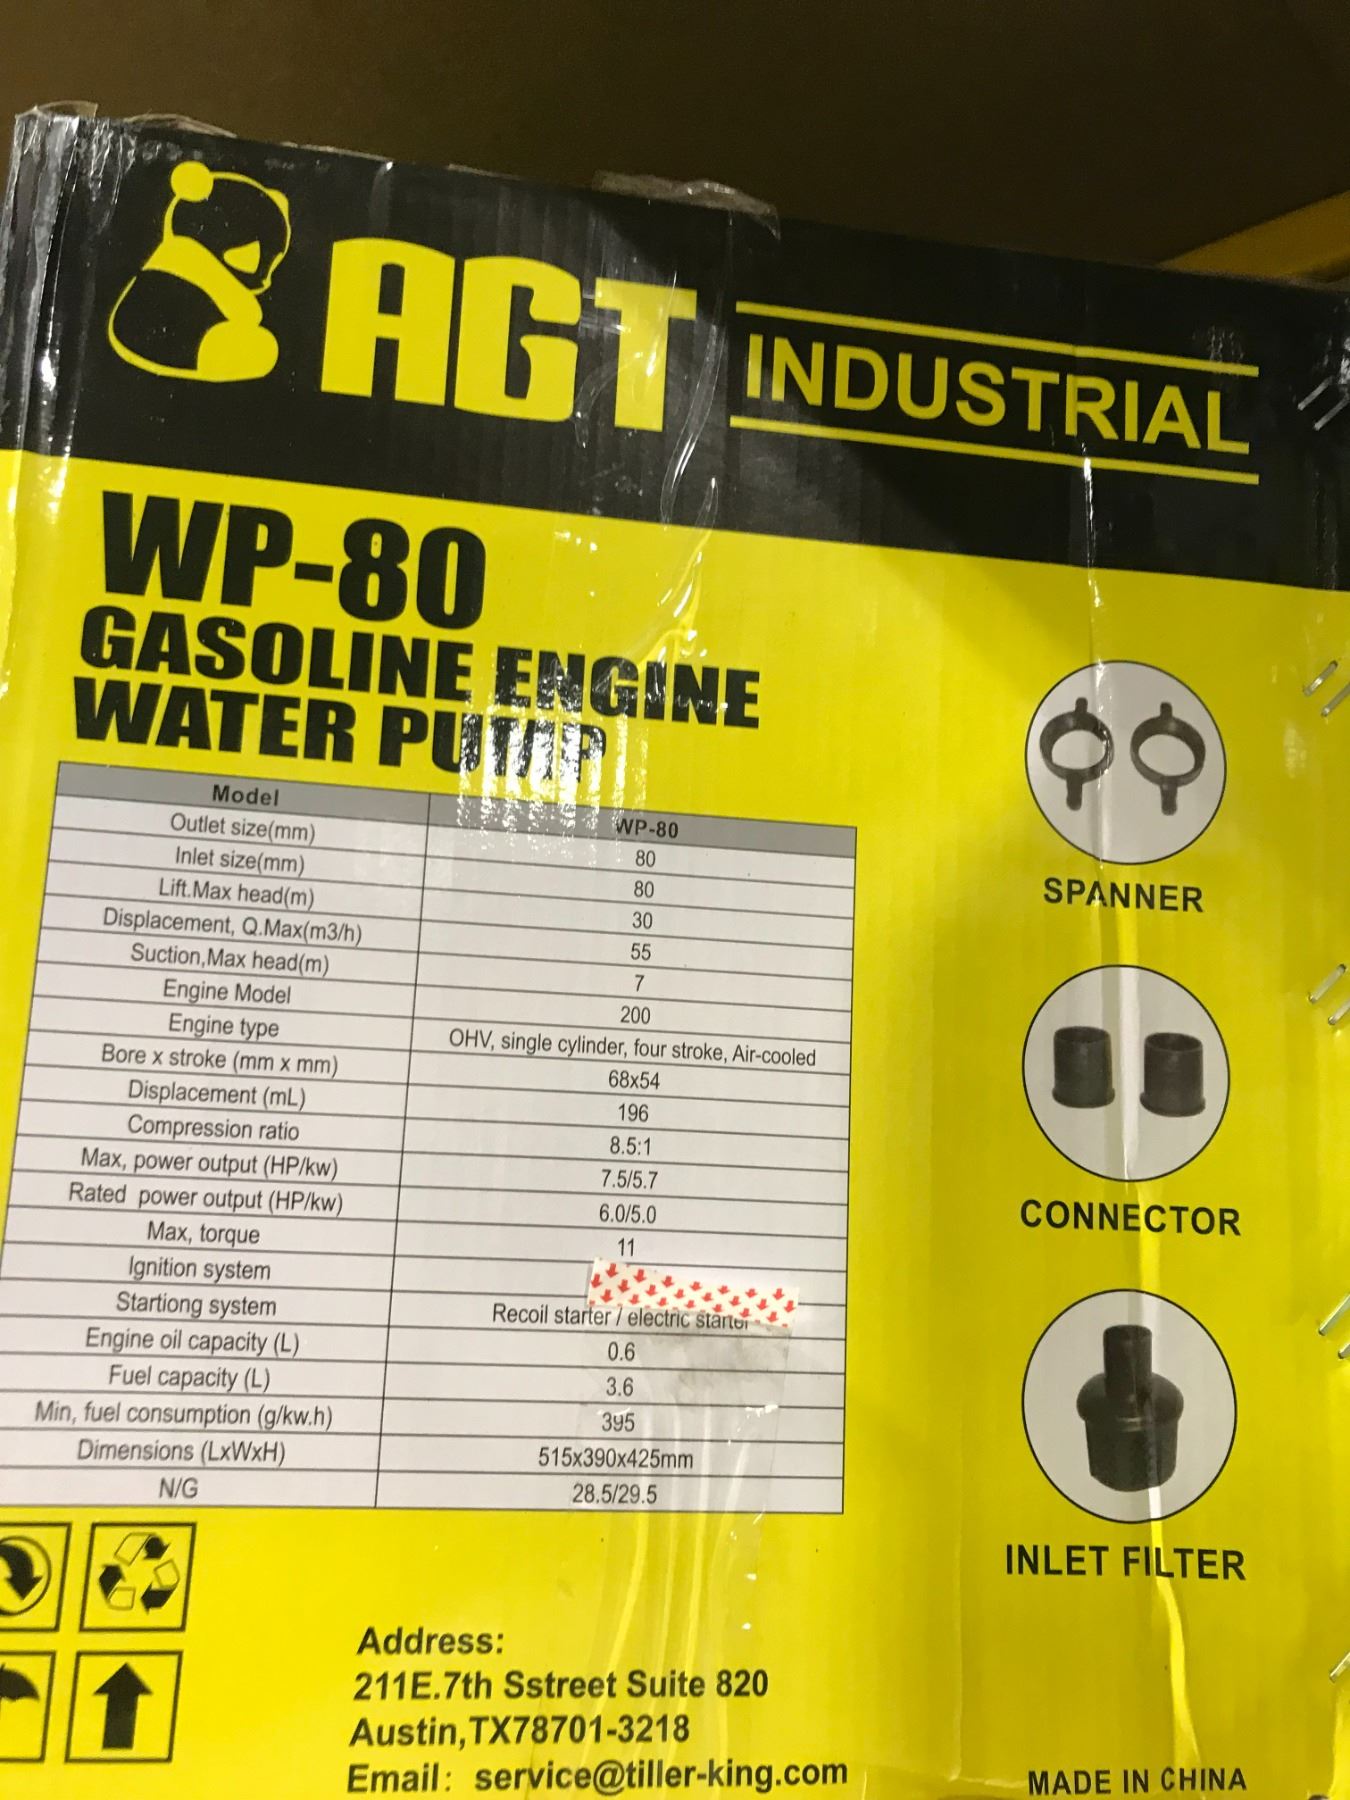 AGT INDUSTRIAL
WP-80
GASOLINE ENGINE
WATER PUMP
Model WP-80
Outlet size(mm) 80
Inlet size(mm) 80
Lift.Max head(m) 30
Displacement, Q.Max(m3/h) 55
Suction,Max head(m) 7
Engine Model 200
Engine type OHV, single cylinder, four stroke, Air-cooled
Bore x stroke (mm x mm) 68x54
Displacement (mL) 196
Compression ratio 8.5:1
Max, power output (HP/kw) 7.5/5.7
Rated power output (HP/kw) 6.0/5.0
Max, torque 11
Ignition system
Startiong system Recoil starter / electric starter
Engine oil capacity (L) 0.6
Fuel capacity (L) 3.6
Min, fuel consumption (g/kw.h) 395
Dimensions (LxWxH) 515x390x425mm
N/G 28.5/29.5
SPANNER
CONNECTOR
INLET FILTER
Address:
211E.7th Sstreet Suite 820
Austin,TX78701-3218
Email: service@tiller-king.com
MADE IN CHINA